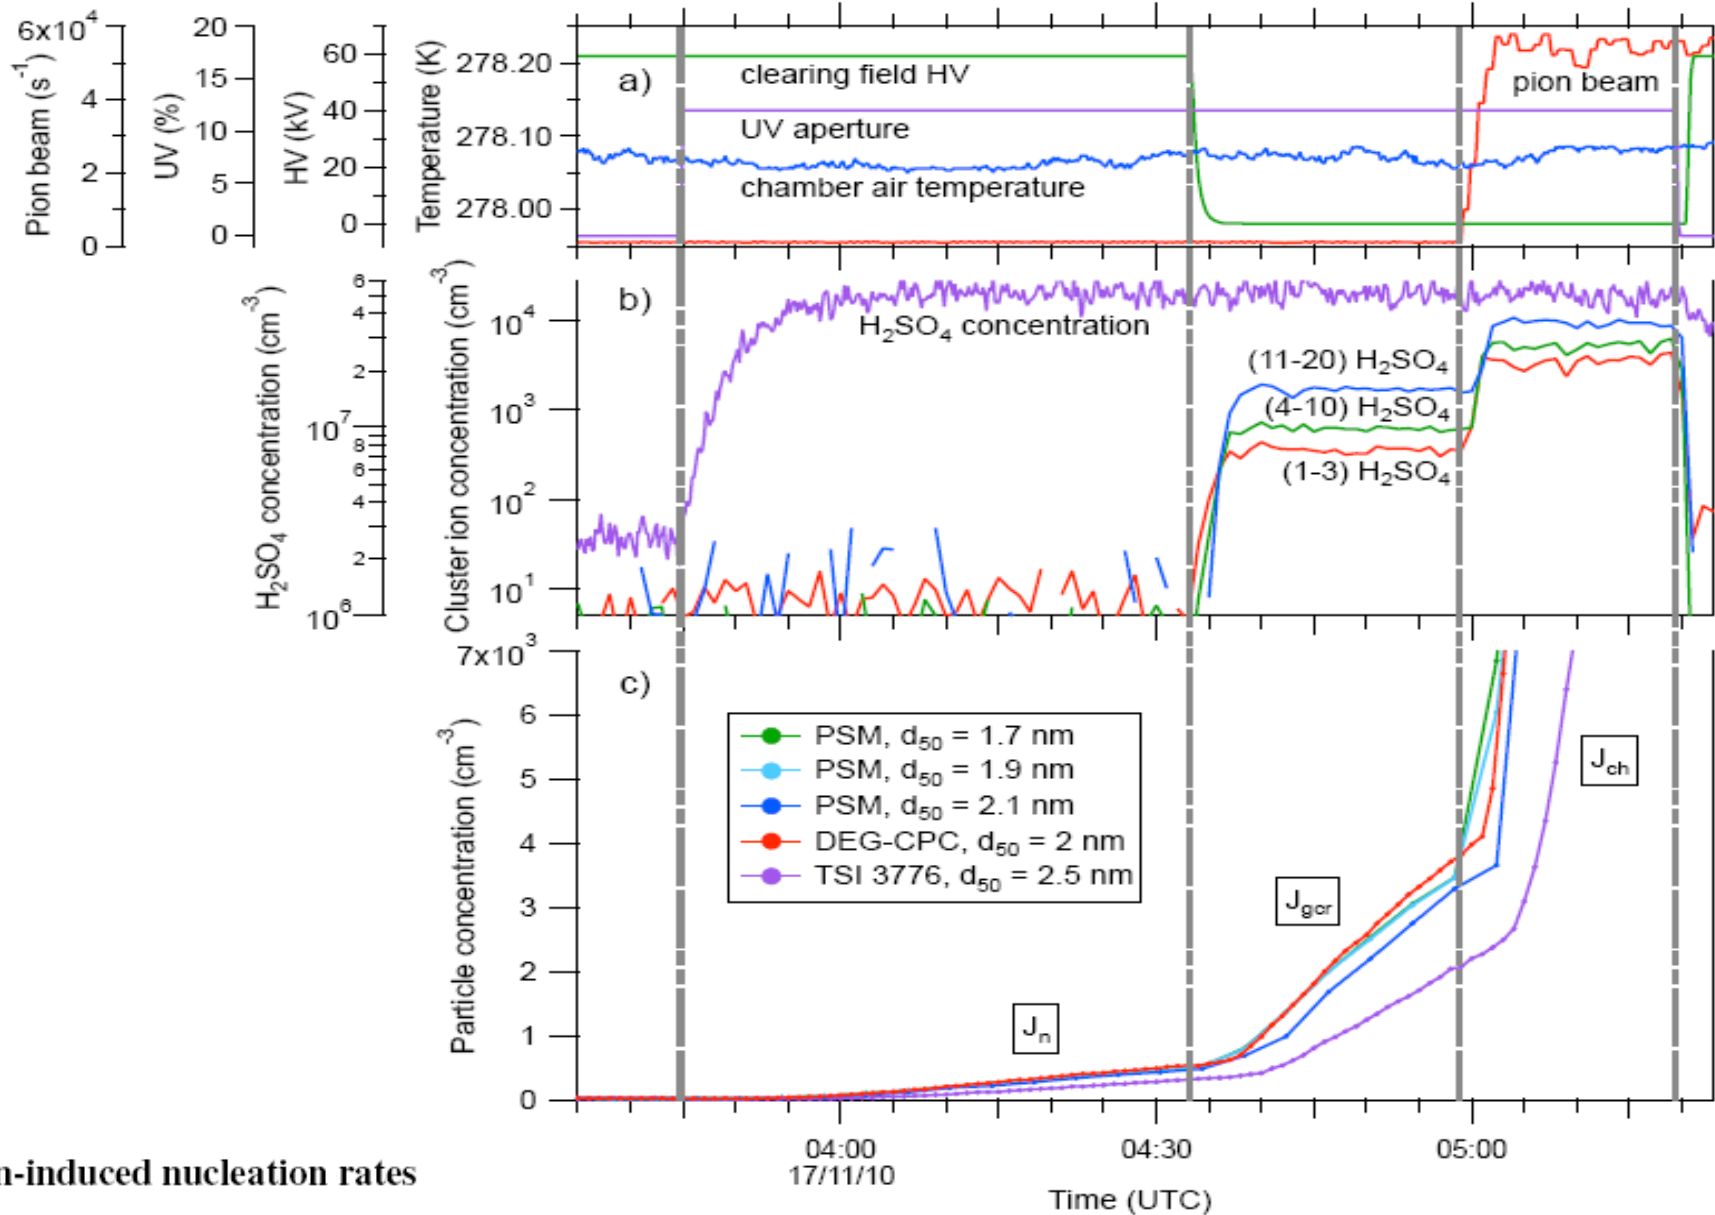 6x10⁴
4
2
0
Pion beam (s⁻¹)
20
15
10
5
0
UV (%)
60
40
20
0
HV (kV)
278.20
278.10
278.00
Temperature (K)
a)
clearing field HV
UV aperture
chamber air temperature
pion beam
6
4
2
10⁷
8
6
4
2
10⁶
H₂SO₄ concentration (cm⁻³)
10⁴
10³
10²
10¹
Cluster ion concentration (cm⁻³)
b)
H₂SO₄ concentration
(11-20) H₂SO₄
(4-10) H₂SO₄
(1-3) H₂SO₄
7x10³
6
5
4
3
2
1
0
Particle concentration (cm⁻³)
c)
PSM, d₅₀ = 1.7 nm
PSM, d₅₀ = 1.9 nm
PSM, d₅₀ = 2.1 nm
DEG-CPC, d₅₀ = 2 nm
TSI 3776, d₅₀ = 2.5 nm
Jₙ
J_gcr
J_ch
04:00
17/11/10
04:30
05:00
Time (UTC)
n-induced nucleation rates